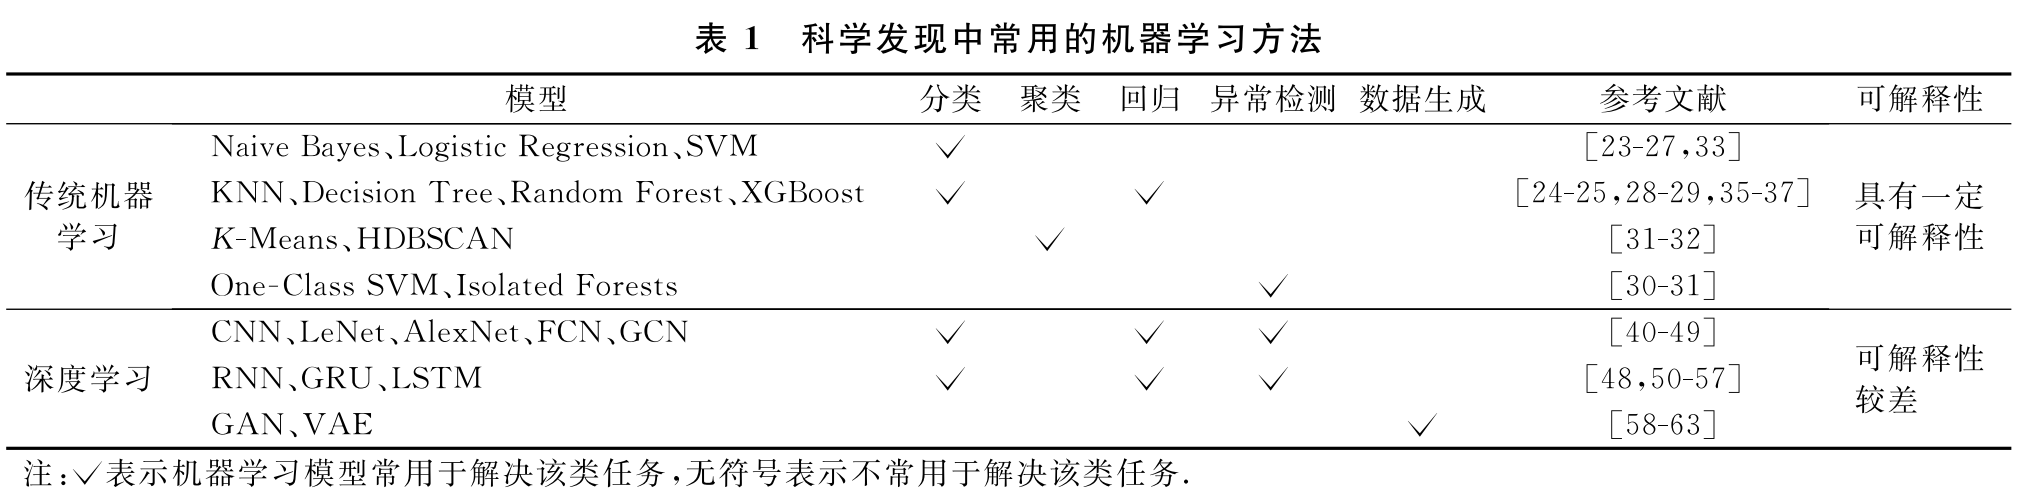 表 1 科学发现中常用的机器学习方法
模型 分类 聚类 回归 异常检测 数据生成 参考文献 可解释性
传统机器
学习
Naive Bayes、Logistic Regression、SVM ✓ [23-27,33]
KNN、Decision Tree、Random Forest、XGBoost ✓ ✓ [24-25,28-29,35-37]
K-Means、HDBSCAN ✓ [31-32]
One-Class SVM、Isolated Forests ✓ [30-31]
具有一定
可解释性
深度学习
CNN、LeNet、AlexNet、FCN、GCN ✓ ✓ ✓ [40-49]
RNN、GRU、LSTM ✓ ✓ ✓ [48,50-57]
GAN、VAE ✓ [58-63]
可解释性
较差
注:✓表示机器学习模型常用于解决该类任务,无符号表示不常用于解决该类任务.